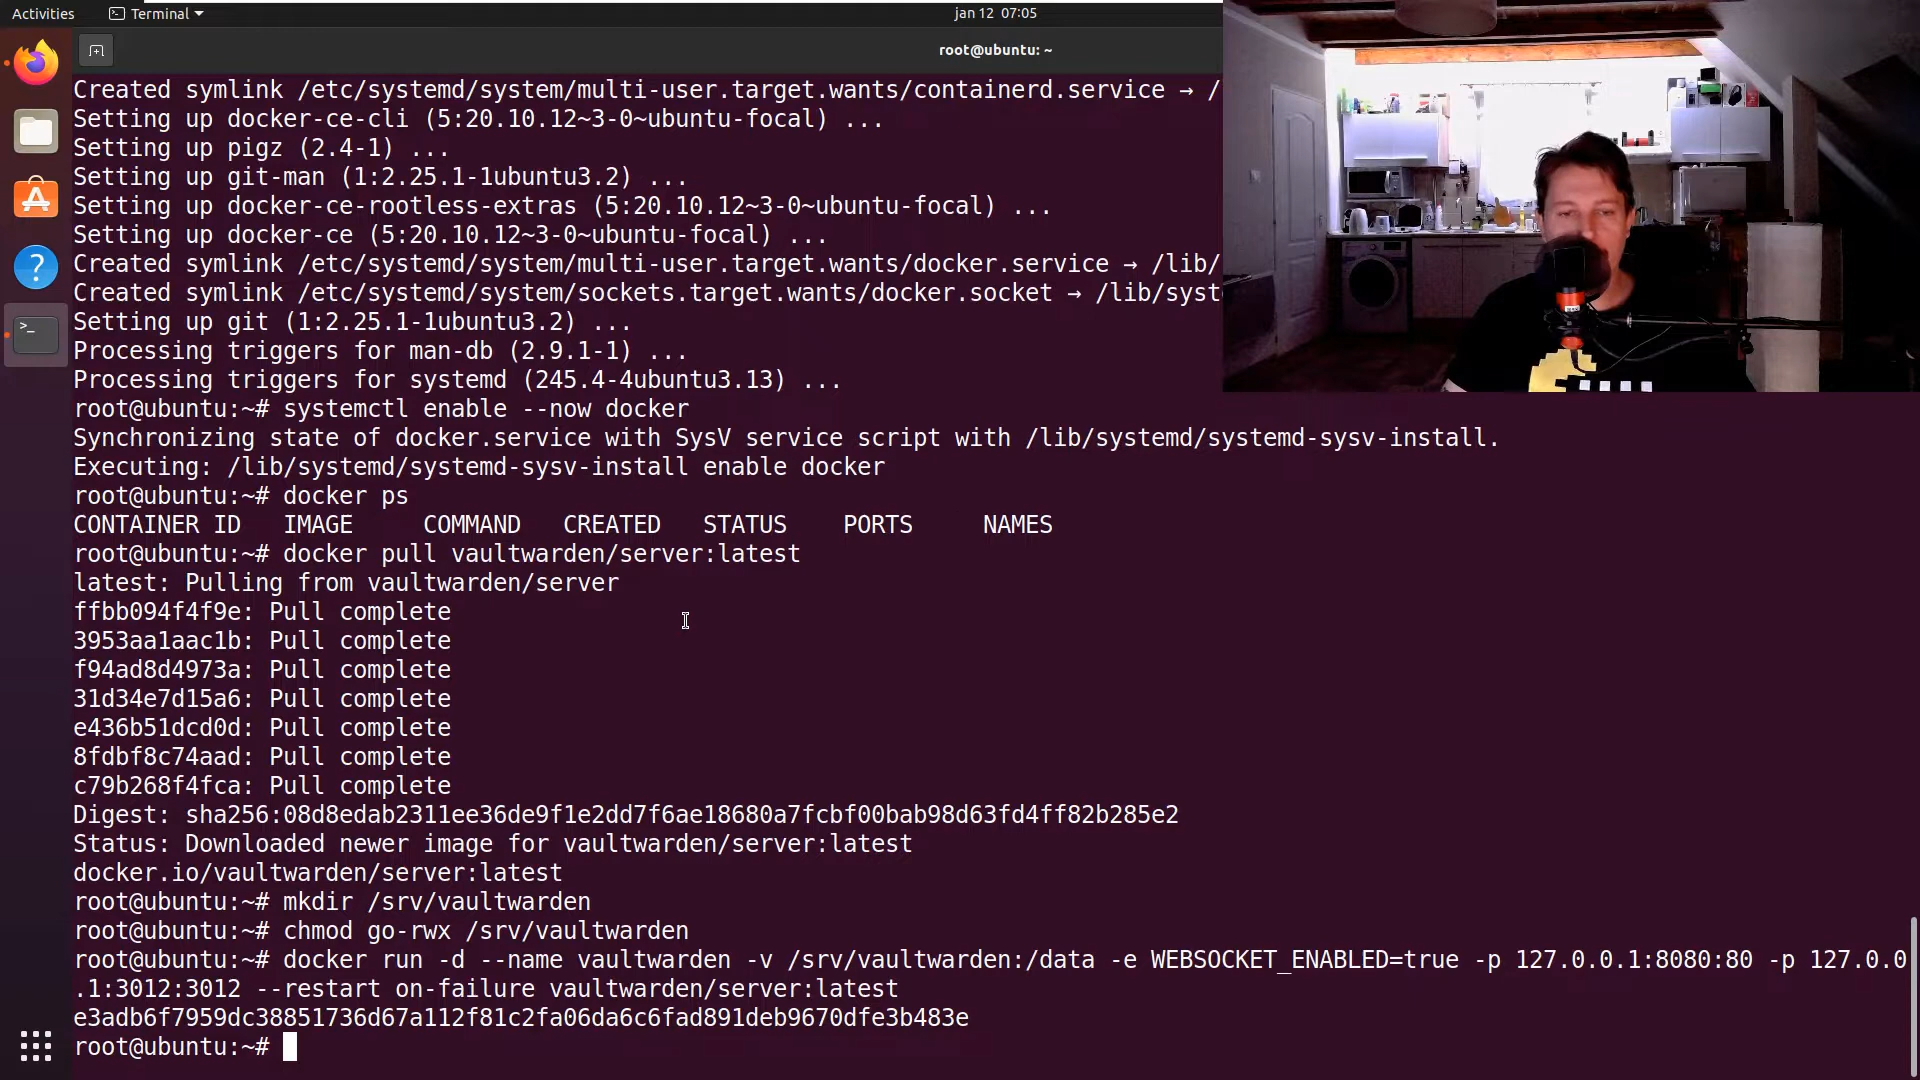 Activities
Terminal
jan 12 07:05
root@ubuntu: ~
Created symlink /etc/systemd/system/multi-user.target.wants/containerd.service → /
Setting up docker-ce-cli (5:20.10.12~3-0~ubuntu-focal) ...
Setting up pigz (2.4-1) ...
Setting up git-man (1:2.25.1-1ubuntu3.2) ...
Setting up docker-ce-rootless-extras (5:20.10.12~3-0~ubuntu-focal) ...
Setting up docker-ce (5:20.10.12~3-0~ubuntu-focal) ...
Created symlink /etc/systemd/system/multi-user.target.wants/docker.service → /lib/
Created symlink /etc/systemd/system/sockets.target.wants/docker.socket → /lib/syst
Setting up git (1:2.25.1-1ubuntu3.2) ...
Processing triggers for man-db (2.9.1-1) ...
Processing triggers for systemd (245.4-4ubuntu3.13) ...
root@ubuntu:~# systemctl enable --now docker
Synchronizing state of docker.service with SysV service script with /lib/systemd/systemd-sysv-install.
Executing: /lib/systemd/systemd-sysv-install enable docker
root@ubuntu:~# docker ps
CONTAINER ID   IMAGE     COMMAND   CREATED   STATUS    PORTS     NAMES
root@ubuntu:~# docker pull vaultwarden/server:latest
latest: Pulling from vaultwarden/server
ffbb094f4f9e: Pull complete
3953aa1aac1b: Pull complete
f94ad8d4973a: Pull complete
31d34e7d15a6: Pull complete
e436b51dcd0d: Pull complete
8fdbf8c74aad: Pull complete
c79b268f4fca: Pull complete
Digest: sha256:08d8edab2311ee36de9f1e2dd7f6ae18680a7fcbf00bab98d63fd4ff82b285e2
Status: Downloaded newer image for vaultwarden/server:latest
docker.io/vaultwarden/server:latest
root@ubuntu:~# mkdir /srv/vaultwarden
root@ubuntu:~# chmod go-rwx /srv/vaultwarden
root@ubuntu:~# docker run -d --name vaultwarden -v /srv/vaultwarden:/data -e WEBSOCKET_ENABLED=true -p 127.0.0.1:8080:80 -p 127.0.0
.1:3012:3012 --restart on-failure vaultwarden/server:latest
e3adb6f7959dc38851736d67a112f81c2fa06da6c6fad891deb9670dfe3b483e
root@ubuntu:~#